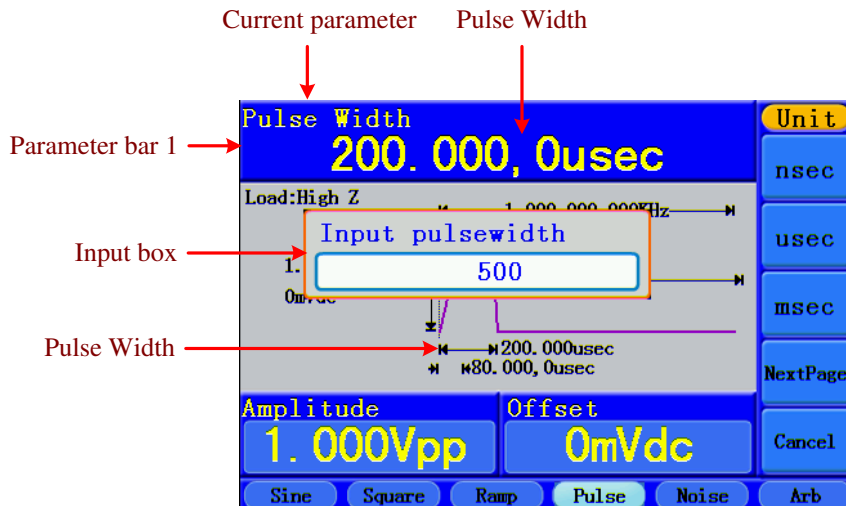 Current parameter Pulse Width
Pulse Width
Unit
Parameter bar 1
200.000,0usec
nsec
Load:High Z
Input pulsewidth
usec
Input box
500
1.
msec
Pulse Width
200.000usec
80.000,0usec
NextPage
Amplitude
Offset
1.000Vpp
0mVdc
Cancel
Sine Square Ramp Pulse Noise Arb